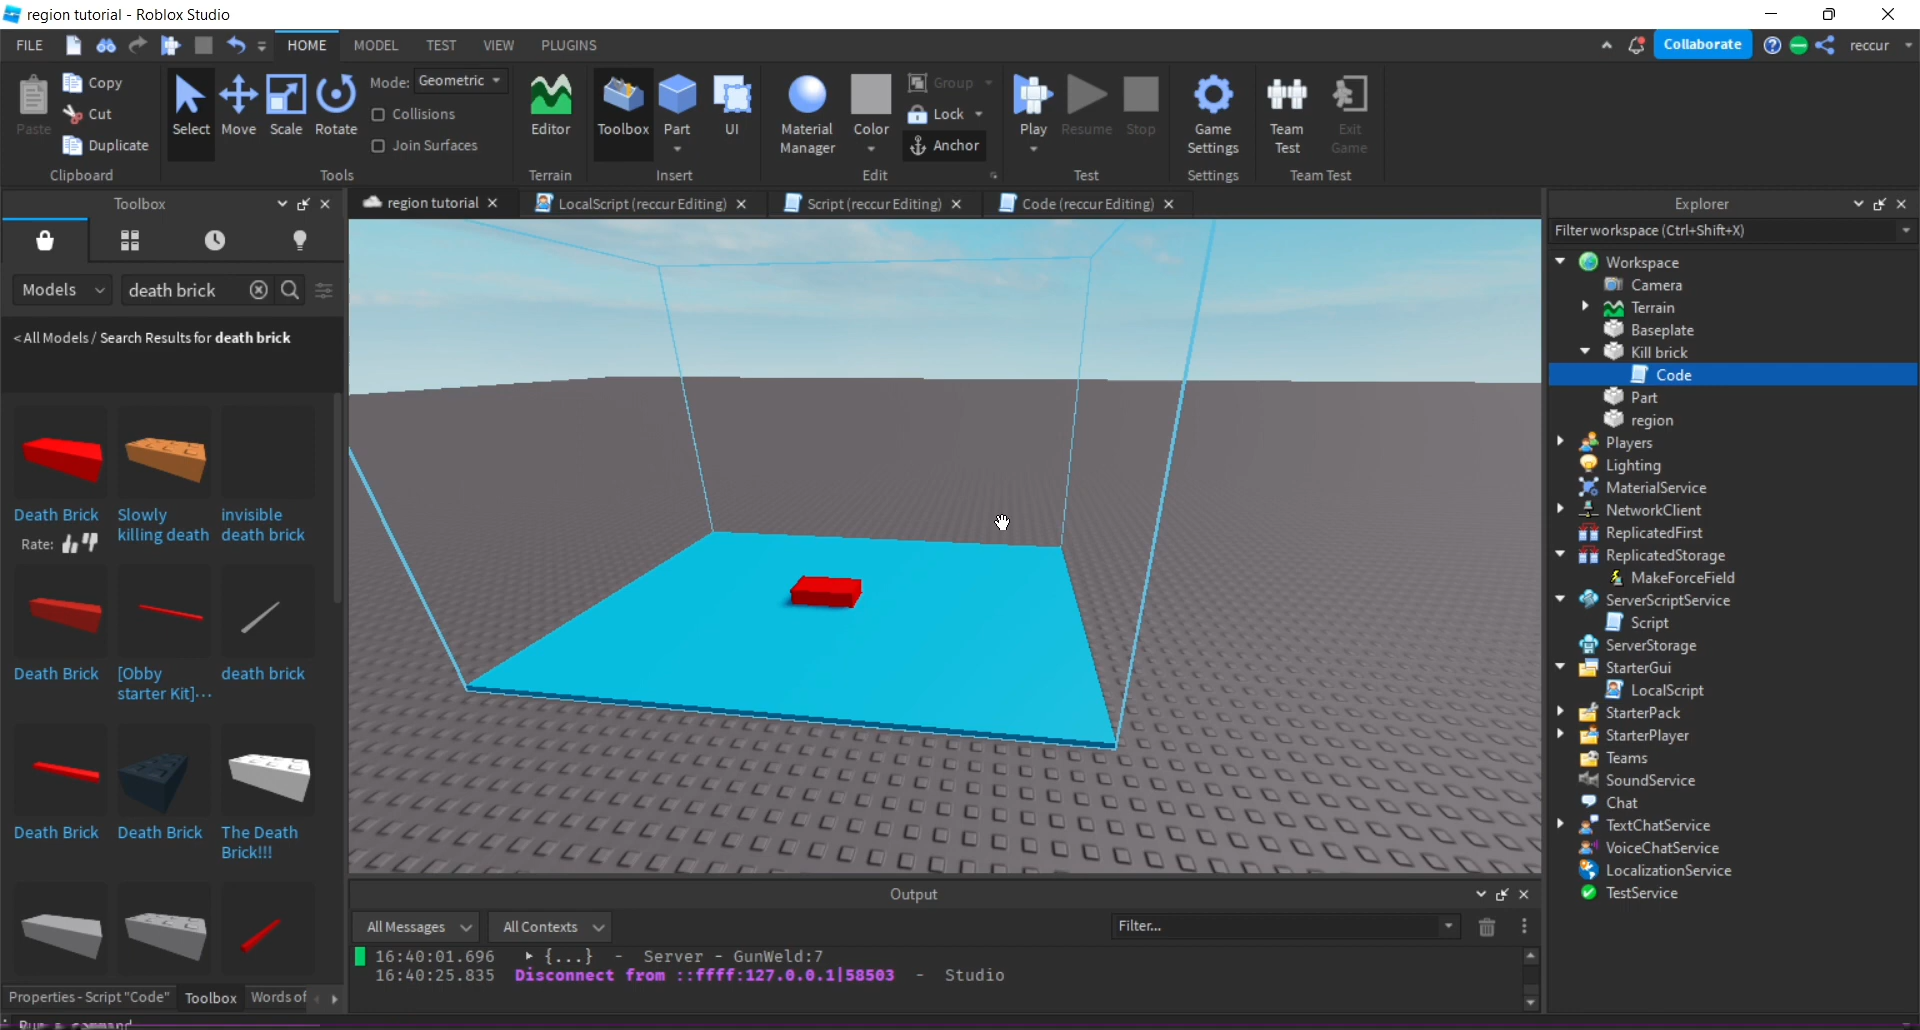 region tutorial - Roblox Studio
FILE
HOME
MODEL
TEST
VIEW
PLUGINS
Collaborate
reccur
Paste
Copy
Cut
Duplicate
Clipboard
Select
Move
Scale
Rotate
Mode: Geometric
Collisions
Join Surfaces
Tools
Editor
Terrain
Toolbox
Part
UI
Insert
Material
Manager
Color
Group
Lock
Anchor
Edit
Play
Resume
Stop
Test
Game
Settings
Settings
Team
Test
Exit
Game
Team Test
Toolbox
Models
death brick
< All Models / Search Results for death brick
Death Brick
Rate:
Slowly
killing death
invisible
death brick
Death Brick
[Obby
starter Kit]...
death brick
Death Brick
Death Brick
The Death
Brick!!!
Properties - Script "Code"
Toolbox
Words of
region tutorial
LocalScript (reccur Editing)
Script (reccur Editing)
Code (reccur Editing)
Output
All Messages
All Contexts
Filter...
16:40:01.696 ▶ {...} - Server - GunWeld:7
16:40:25.835 Disconnect from ::ffff:127.0.0.1|58503 - Studio
Explorer
Filter workspace (Ctrl+Shift+X)
Workspace
Camera
Terrain
Baseplate
Kill brick
Code
Part
region
Players
Lighting
MaterialService
NetworkClient
ReplicatedFirst
ReplicatedStorage
MakeForceField
ServerScriptService
Script
ServerStorage
StarterGui
LocalScript
StarterPack
StarterPlayer
Teams
SoundService
Chat
TextChatService
VoiceChatService
LocalizationService
TestService